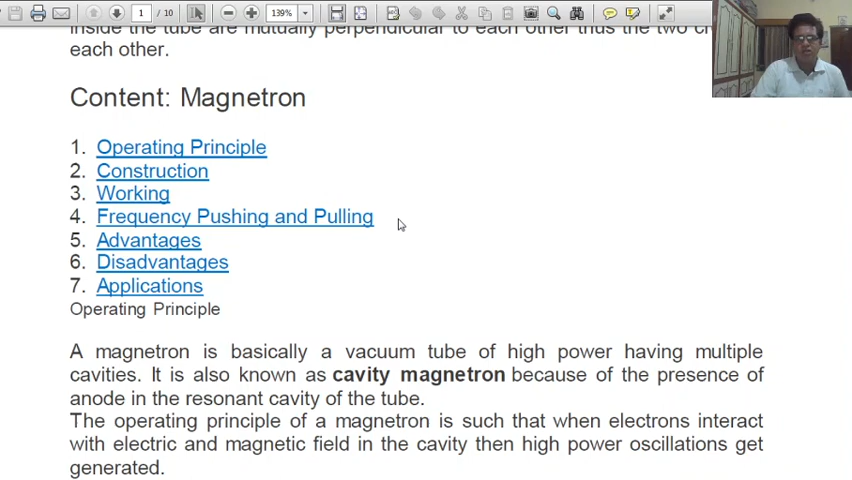 1 / 10
139%
inside the tube are mutually perpendicular to each other thus the two
each other.
Content: Magnetron
1. Operating Principle
2. Construction
3. Working
4. Frequency Pushing and Pulling
5. Advantages
6. Disadvantages
7. Applications
Operating Principle
A magnetron is basically a vacuum tube of high power having multiple
cavities. It is also known as cavity magnetron because of the presence of
anode in the resonant cavity of the tube.
The operating principle of a magnetron is such that when electrons interact
with electric and magnetic field in the cavity then high power oscillations get
generated.